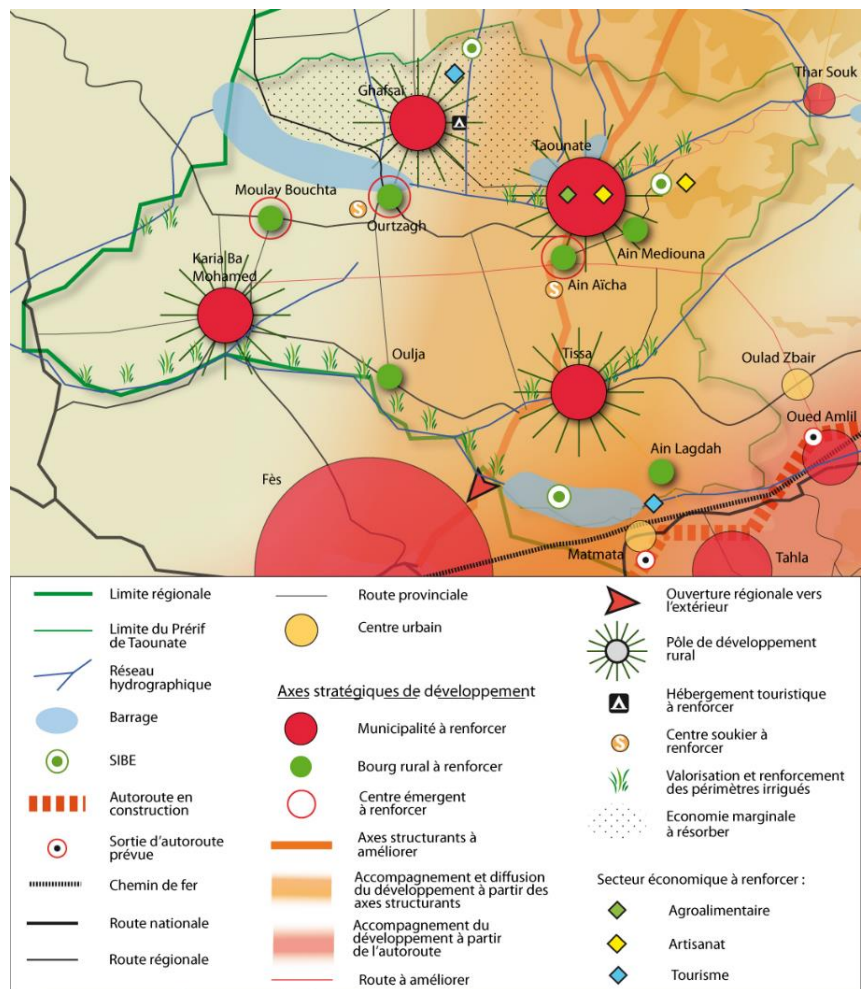 Thar Souk
Ghafsaï
Taounate
Moulay Bouchta
Ourtzagh
Karia Ba
Mohamed
Ain Mediouna
Ain Aïcha
Oulja
Tissa
Oulad Zbair
Oued Amlil
Ain Lagdah
Fès
Matmata
Tahla
Limite régionale
Limite du Prérif
de Taounate
Réseau
hydrographique
Barrage
SIBE
Autoroute en
construction
Sortie d'autoroute
prévue
Chemin de fer
Route nationale
Route régionale
Route provinciale
Centre urbain
Axes stratégiques de développement
Municipalité à renforcer
Bourg rural à renforcer
Centre émergent
à renforcer
Axes structurants à
améliorer
Accompagnement et diffusion
du développement à partir des
axes structurants
Accompagnement du
développement à partir
de l'autoroute
Route à améliorer
Ouverture régionale vers
l'extérieur
Pôle de développement
rural
Hébergement touristique
à renforcer
S
Centre soukier à
renforcer
Valorisation et renforcement
des périmètres irrigués
Economie marginale
à résorber
Secteur économique à renforcer :
Agroalimentaire
Artisanat
Tourisme